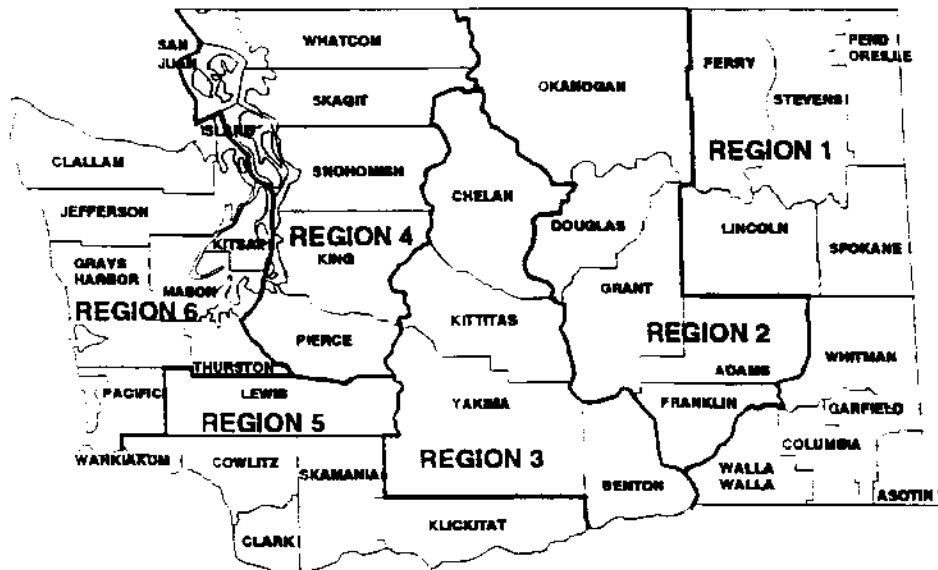 SAN
JUAN
WHATCOM
PEND
OREILLE
FERRY
OKANOGAN
SKAGIT
STEVENS
ISLAND
REGION 1
CLALLAM
SNOHOMISH
CHELAN
JEFFERSON
DOUGLAS
LINCOLN
KITSAP
REGION 4
KING
SPOKANE
GRAYS
HARBOR
MASON
GRANT
REGION 6
KITTITAS
REGION 2
PIERCE
WHITMAN
THURSTON
ADAMS
PACIFIC
LEWIS
YAKIMA
FRANKLIN
GARFIELD
REGION 5
COLUMBIA
WAHKIAKUM
COWLITZ
SKAMANIA
REGION 3
WALLA
WALLA
BENTON
ASOTIN
KLICKITAT
CLARK